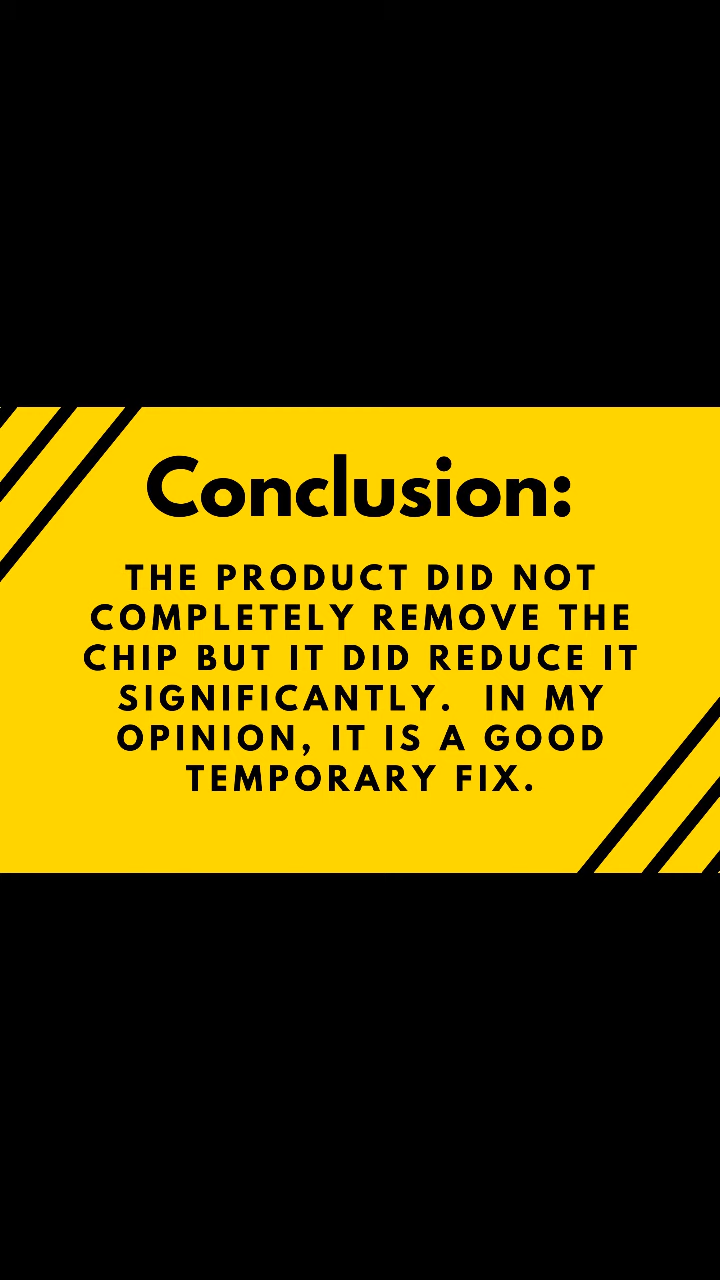 Conclusion:
THE PRODUCT DID NOT
COMPLETELY REMOVE THE
CHIP BUT IT DID REDUCE IT
SIGNIFICANTLY.  IN MY
OPINION, IT IS A GOOD
TEMPORARY FIX.